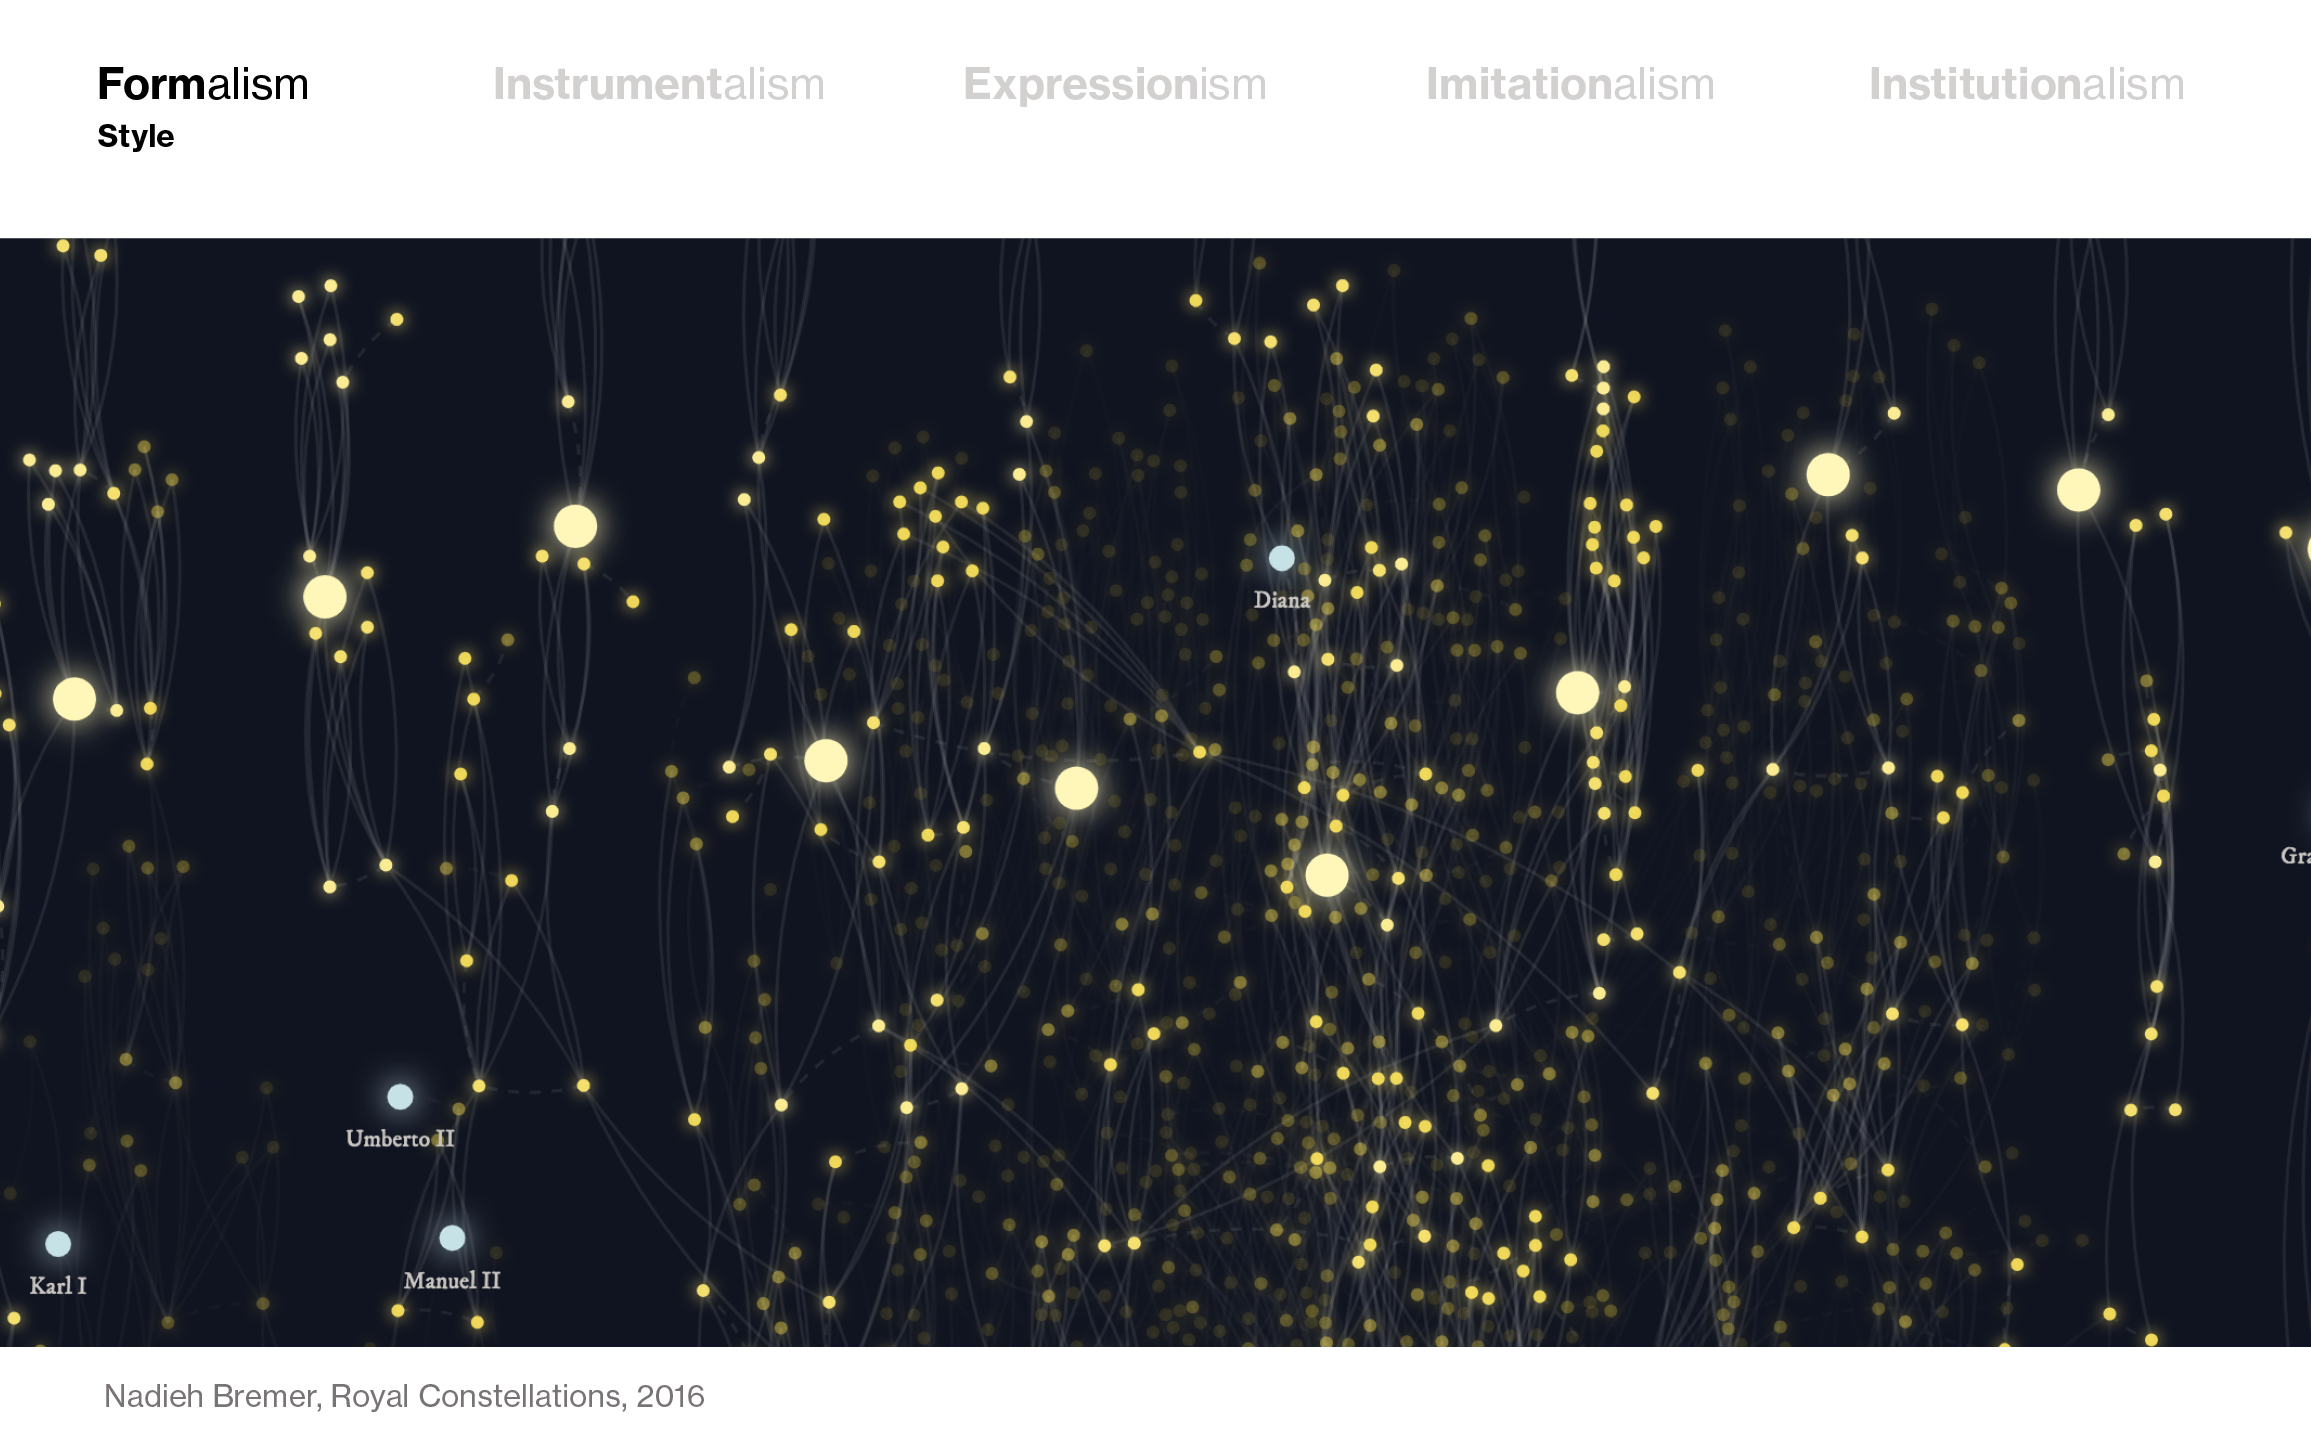 Formalism
Instrumentalism
Expressionism
Imitationalism
Institutionalism
Style
Diana
Gra
Umberto II
Karl I
Manuel II
Nadieh Bremer, Royal Constellations, 2016